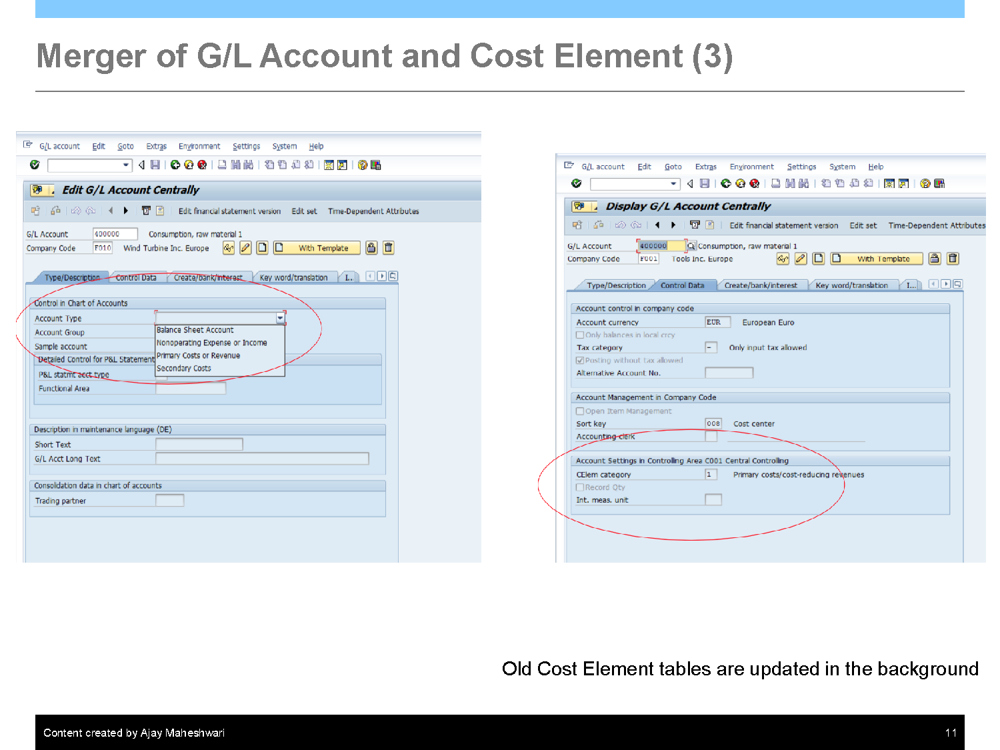 Merger of G/L Account and Cost Element (3)
G/L account Edit Goto Extras Environment Settings System Help
Edit G/L Account Centrally
Edit financial statement version Edit set Time-Dependent Attributes
G/L Account 400000 Consumption, raw material 1
Company Code F010 Wind Turbine Inc. Europe With Template
Type/Description Control Data Create/bank/interest Key word/translation I...
Control in Chart of Accounts
Account Type
Balance Sheet Account
Account Group
Nonoperating Expense or Income
Sample account
Primary Costs or Revenue
Detailed Control for P&L Statement
Secondary Costs
P&L statmt acct type
Functional Area
Description in maintenance language (DE)
Short Text
G/L Acct Long Text
Consolidation data in chart of accounts
Trading partner
G/L account Edit Goto Extras Environment Settings System Help
Display G/L Account Centrally
Edit financial statement version Edit set Time-Dependent Attributes
G/L Account 400000 Consumption, raw material 1
Company Code F001 Tools Inc. Europe With Template
Type/Description Control Data Create/bank/interest Key word/translation I...
Account control in company code
Account currency EUR European Euro
Only balances in local crcy
Tax category - Only input tax allowed
Posting without tax allowed
Alternative Account No.
Account Management in Company Code
Open Item Management
Sort key 008 Cost center
Accounting clerk
Account Settings in Controlling Area C001 Central Controlling
CElem category 1 Primary costs/cost-reducing revenues
Record Qty
Int. meas. unit
Old Cost Element tables are updated in the background
Content created by Ajay Maheshwari 11